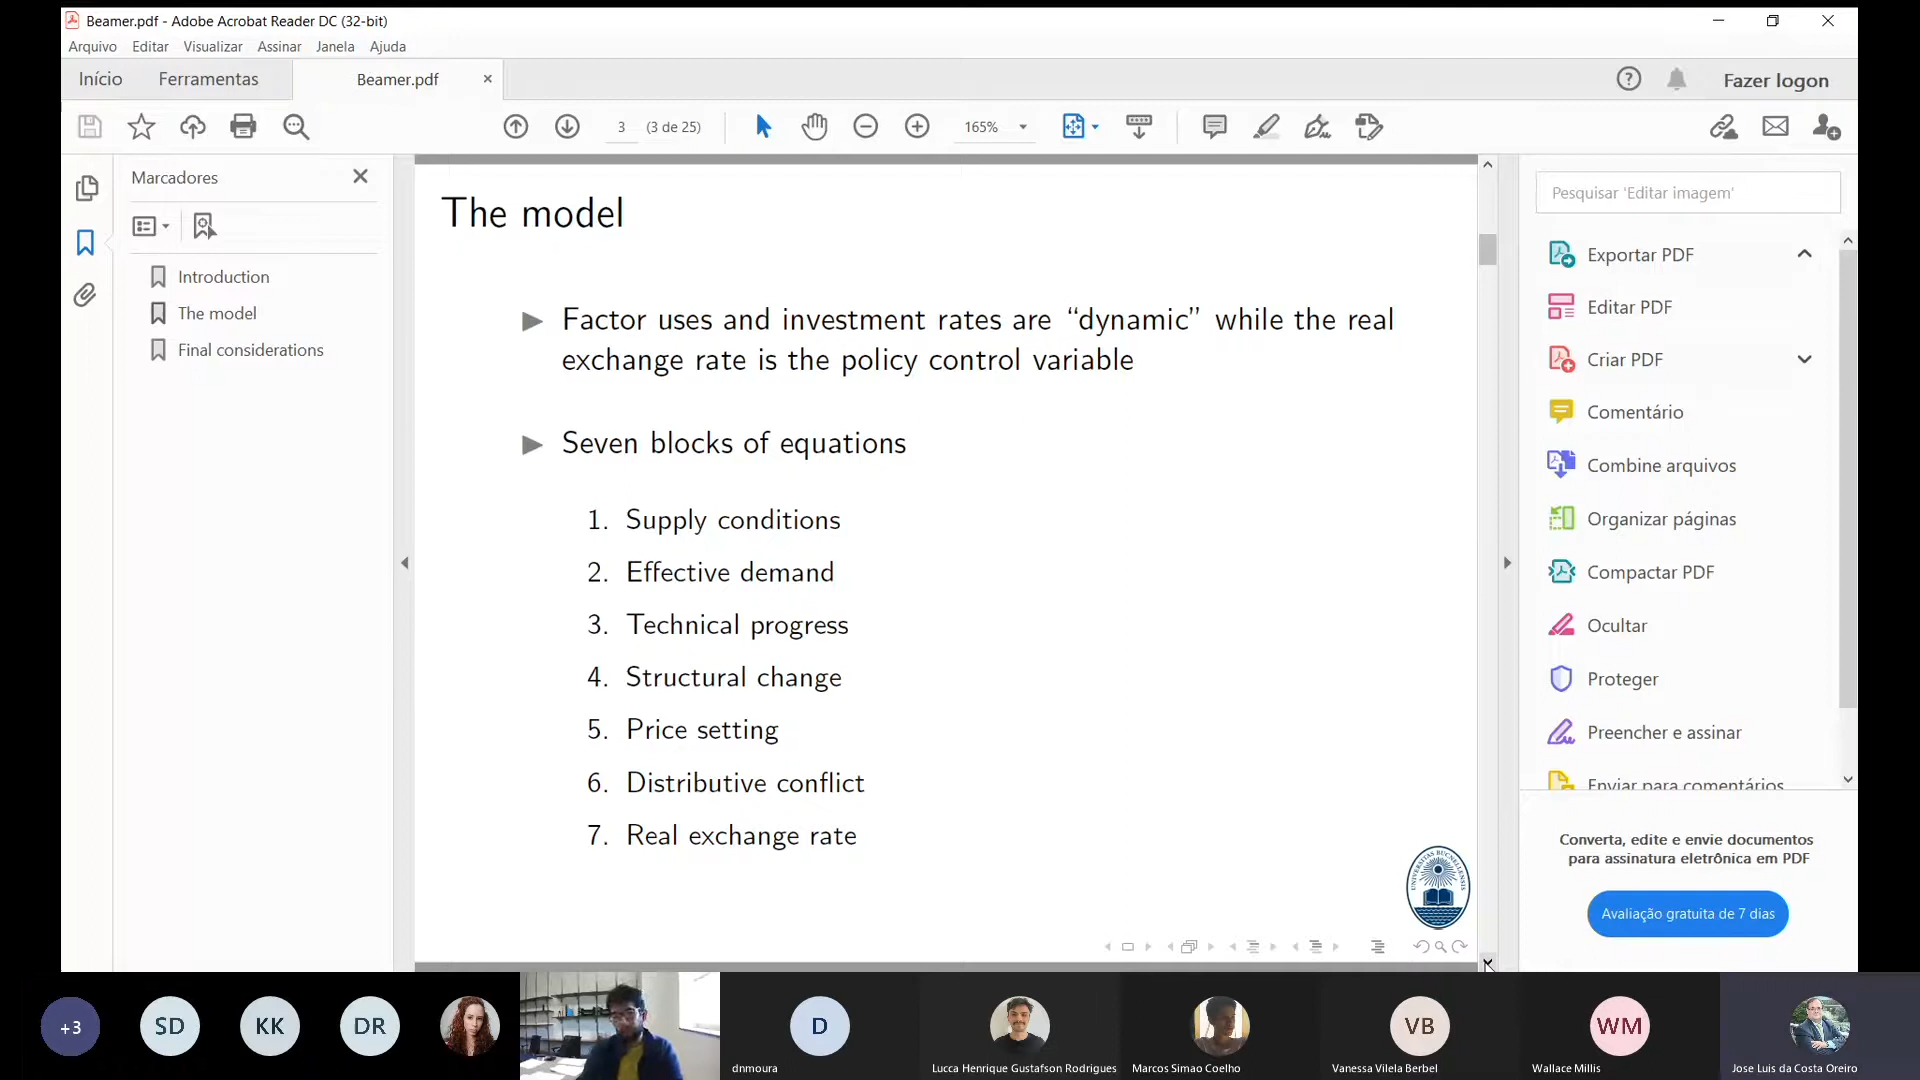 Beamer.pdf - Adobe Acrobat Reader DC (32-bit)
Arquivo Editar Visualizar Assinar Janela Ajuda
Início Ferramentas Beamer.pdf Fazer logon
3 (3 de 25) 165%
Marcadores
Introduction
The model
Final considerations
The model
Factor uses and investment rates are “dynamic” while the real
exchange rate is the policy control variable
Seven blocks of equations
1. Supply conditions
2. Effective demand
3. Technical progress
4. Structural change
5. Price setting
6. Distributive conflict
7. Real exchange rate
Pesquisar 'Editar imagem'
Exportar PDF
Editar PDF
Criar PDF
Comentário
Combine arquivos
Organizar páginas
Compactar PDF
Ocultar
Proteger
Preencher e assinar
Enviar para comentários
Converta, edite e envie documentos
para assinatura eletrônica em PDF
Avaliação gratuita de 7 dias
+3 SD KK DR D VB WM
dnmoura Lucca Henrique Gustafson Rodrigues Marcos Simao Coelho Vanessa Vilela Berbel Wallace Millis Jose Luis da Costa Oreiro